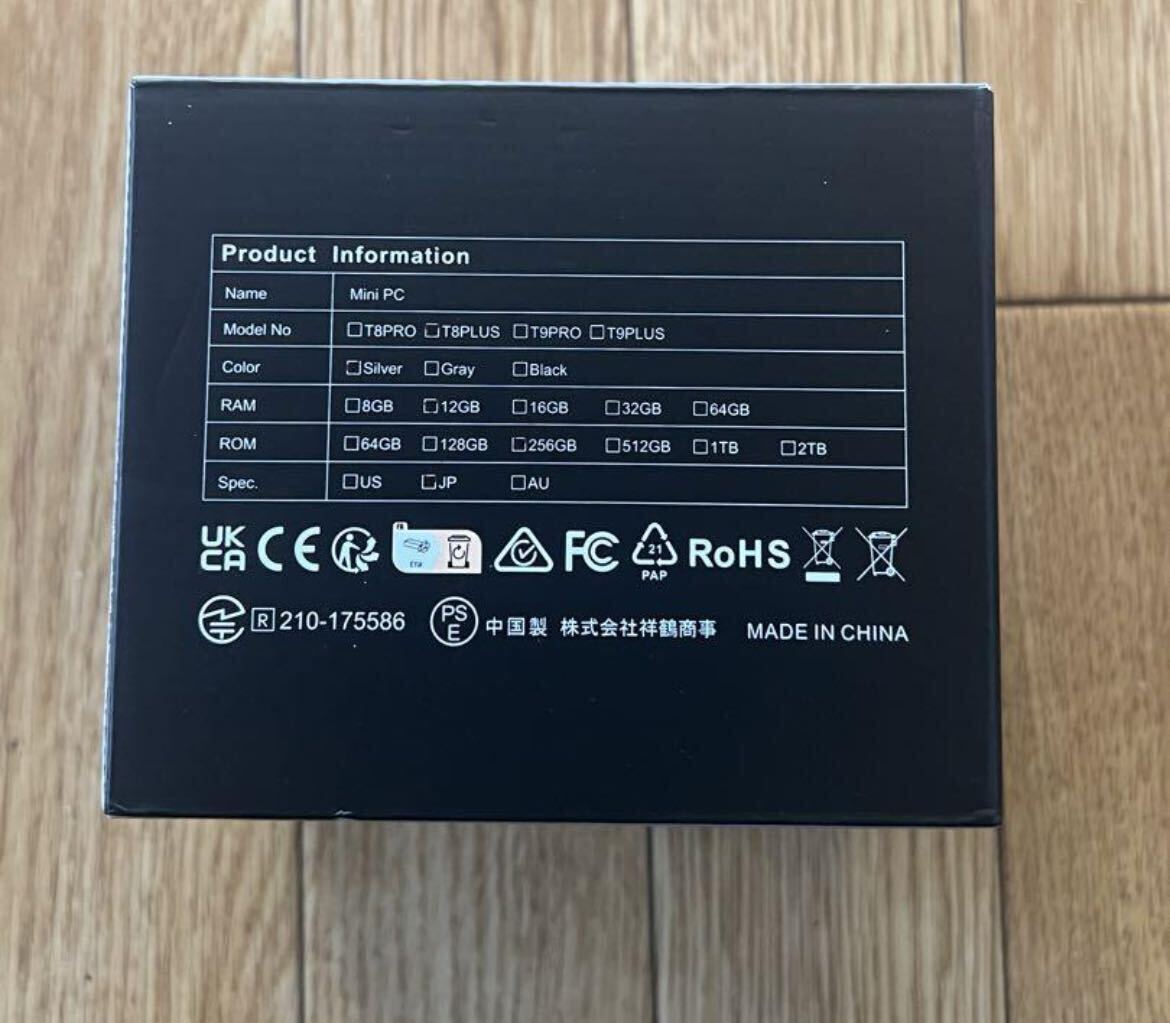 Product Information
Name Mini PC
Model No □T8PRO □T8PLUS □T9PRO □T9PLUS
Color □Silver □Gray □Black
RAM □8GB □12GB □16GB □32GB □64GB
ROM □64GB □128GB □256GB □512GB □1TB □2TB
Spec. □US □JP □AU
UK CA CE FR ÉTUI FC 21 PAP RoHS
R 210-175586 PS E 中国製 株式会社祥鶴商事 MADE IN CHINA